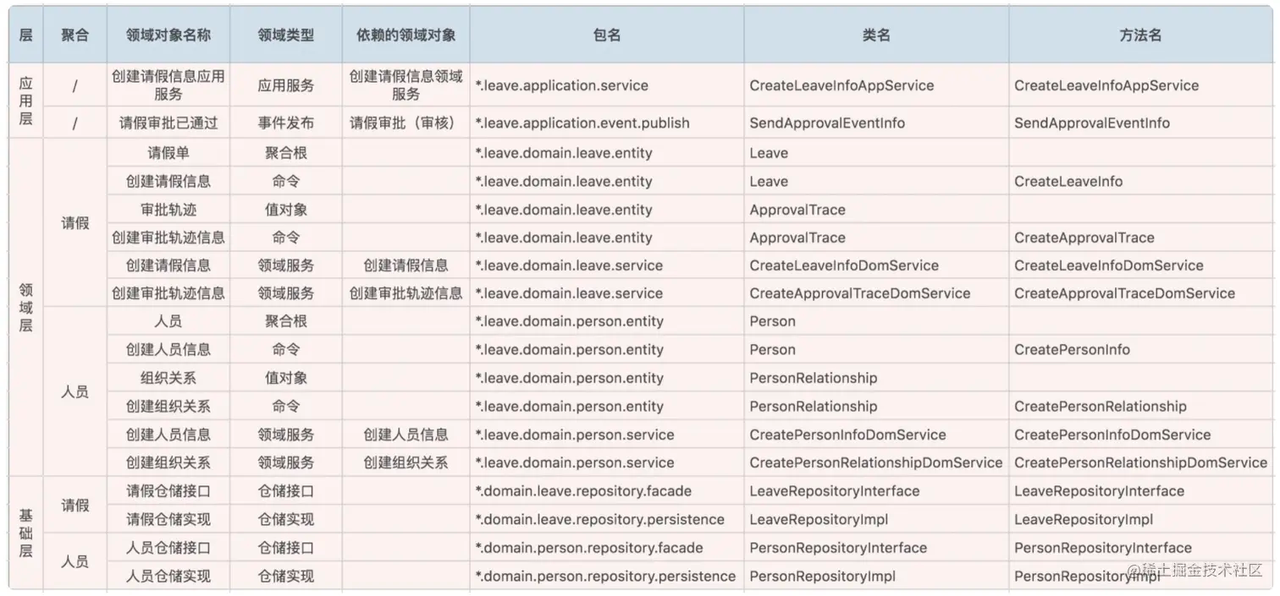 层 聚合 领域对象名称 领域类型 依赖的领域对象 包名 类名 方法名
应用层 / 创建请假信息应用服务 应用服务 创建请假信息领域服务 *.leave.application.service CreateLeaveInfoAppService CreateLeaveInfoAppService
/ 请假审批已通过 事件发布 请假审批（审核） *.leave.application.event.publish SendApprovalEventInfo SendApprovalEventInfo
领域层 请假 请假单 聚合根 *.leave.domain.leave.entity Leave
创建请假信息 命令 *.leave.domain.leave.entity Leave CreateLeaveInfo
审批轨迹 值对象 *.leave.domain.leave.entity ApprovalTrace
创建审批轨迹信息 命令 *.leave.domain.leave.entity ApprovalTrace CreateApprovalTrace
创建请假信息 领域服务 创建请假信息 *.leave.domain.leave.service CreateLeaveInfoDomService CreateLeaveInfoDomService
创建审批轨迹信息 领域服务 创建审批轨迹信息 *.leave.domain.leave.service CreateApprovalTraceDomService CreateApprovalTraceDomService
人员 人员 聚合根 *.leave.domain.person.entity Person
创建人员信息 命令 *.leave.domain.person.entity Person CreatePersonInfo
组织关系 值对象 *.leave.domain.person.entity PersonRelationship
创建组织关系 命令 *.leave.domain.person.entity PersonRelationship CreatePersonRelationship
创建人员信息 领域服务 创建人员信息 *.leave.domain.person.service CreatePersonInfoDomService CreatePersonInfoDomService
创建组织关系 领域服务 创建组织关系 *.leave.domain.person.service CreatePersonRelationshipDomService CreatePersonRelationshipDomService
基础层 请假 请假仓储接口 仓储接口 *.domain.leave.repository.facade LeaveRepositoryInterface LeaveRepositoryInterface
请假仓储实现 仓储实现 *.domain.leave.repository.persistence LeaveRepositoryImpl LeaveRepositoryImpl
人员 人员仓储接口 仓储接口 *.domain.person.repository.facade PersonRepositoryInterface PersonRepositoryInterface
人员仓储实现 仓储实现 *.domain.person.repository.persistence PersonRepositoryImpl PersonRepositoryImpl
@稀土掘金技术社区